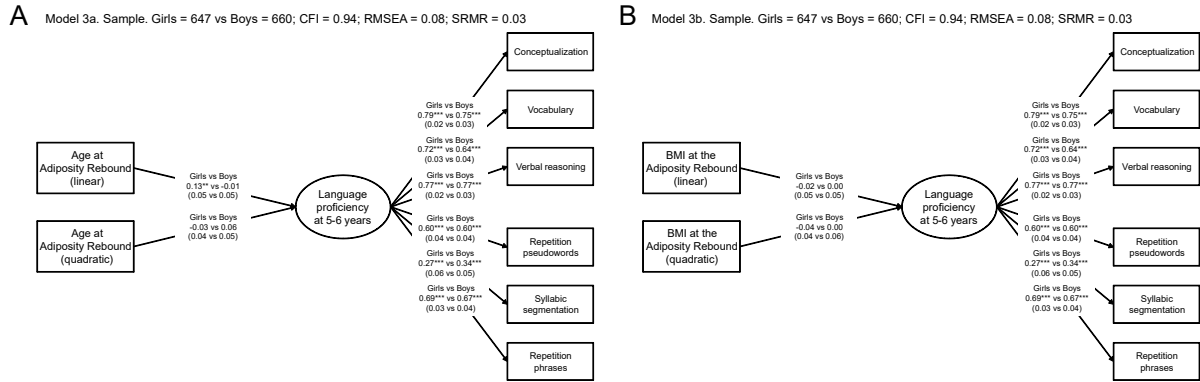 A
Model 3a. Sample. Girls = 647 vs Boys = 660; CFI = 0.94; RMSEA = 0.08; SRMR = 0.03
Conceptualization
Girls vs Boys
0.79*** vs 0.75***
(0.02 vs 0.03)
Vocabulary
Girls vs Boys
0.72*** vs 0.64***
(0.03 vs 0.04)
Verbal reasoning
Age at
Adiposity Rebound
(linear)
Girls vs Boys
0.13** vs -0.01
(0.05 vs 0.05)
Girls vs Boys
0.77*** vs 0.77***
(0.02 vs 0.03)
Language
proficiency
at 5-6 years
Age at
Adiposity Rebound
(quadratic)
Girls vs Boys
-0.03 vs 0.06
(0.04 vs 0.05)
Girls vs Boys
0.60*** vs 0.60***
(0.04 vs 0.04)
Repetition
pseudowords
Girls vs Boys
0.27*** vs 0.34***
(0.06 vs 0.05)
Syllabic
segmentation
Girls vs Boys
0.69*** vs 0.67***
(0.03 vs 0.04)
Repetition
phrases
B
Model 3b. Sample. Girls = 647 vs Boys = 660; CFI = 0.94; RMSEA = 0.08; SRMR = 0.03
Conceptualization
Girls vs Boys
0.79*** vs 0.75***
(0.02 vs 0.03)
Vocabulary
Girls vs Boys
0.72*** vs 0.64***
(0.03 vs 0.04)
Verbal reasoning
BMI at the
Adiposity Rebound
(linear)
Girls vs Boys
-0.02 vs 0.00
(0.05 vs 0.05)
Girls vs Boys
0.77*** vs 0.77***
(0.02 vs 0.03)
Language
proficiency
at 5-6 years
BMI at the
Adiposity Rebound
(quadratic)
Girls vs Boys
-0.04 vs 0.00
(0.04 vs 0.06)
Girls vs Boys
0.60*** vs 0.60***
(0.04 vs 0.04)
Repetition
pseudowords
Girls vs Boys
0.27*** vs 0.34***
(0.06 vs 0.05)
Syllabic
segmentation
Girls vs Boys
0.69*** vs 0.67***
(0.03 vs 0.04)
Repetition
phrases